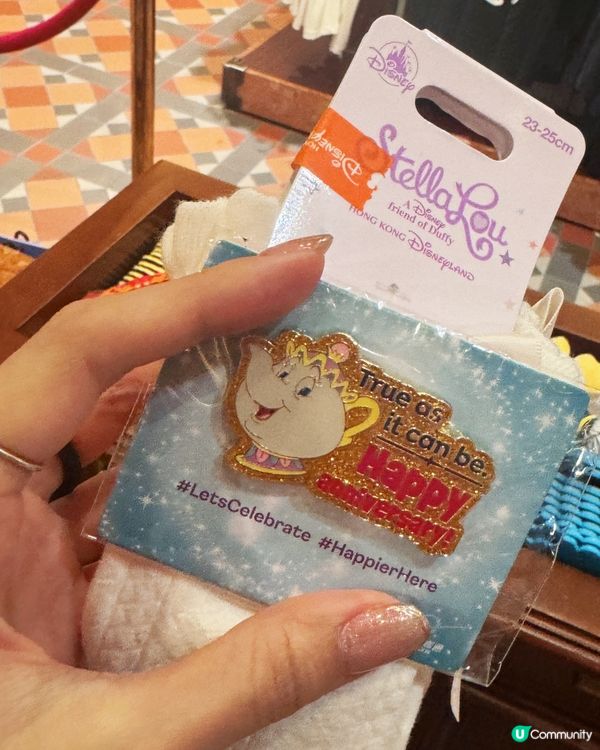 Disney
23-25cm
DISNEY
StellaLou
A Disney
friend of Duffy
HONG KONG DISNEYLAND
True as
it can be.
Happy
anniversary!
#LetsCelebrate #HappierHere
U Community